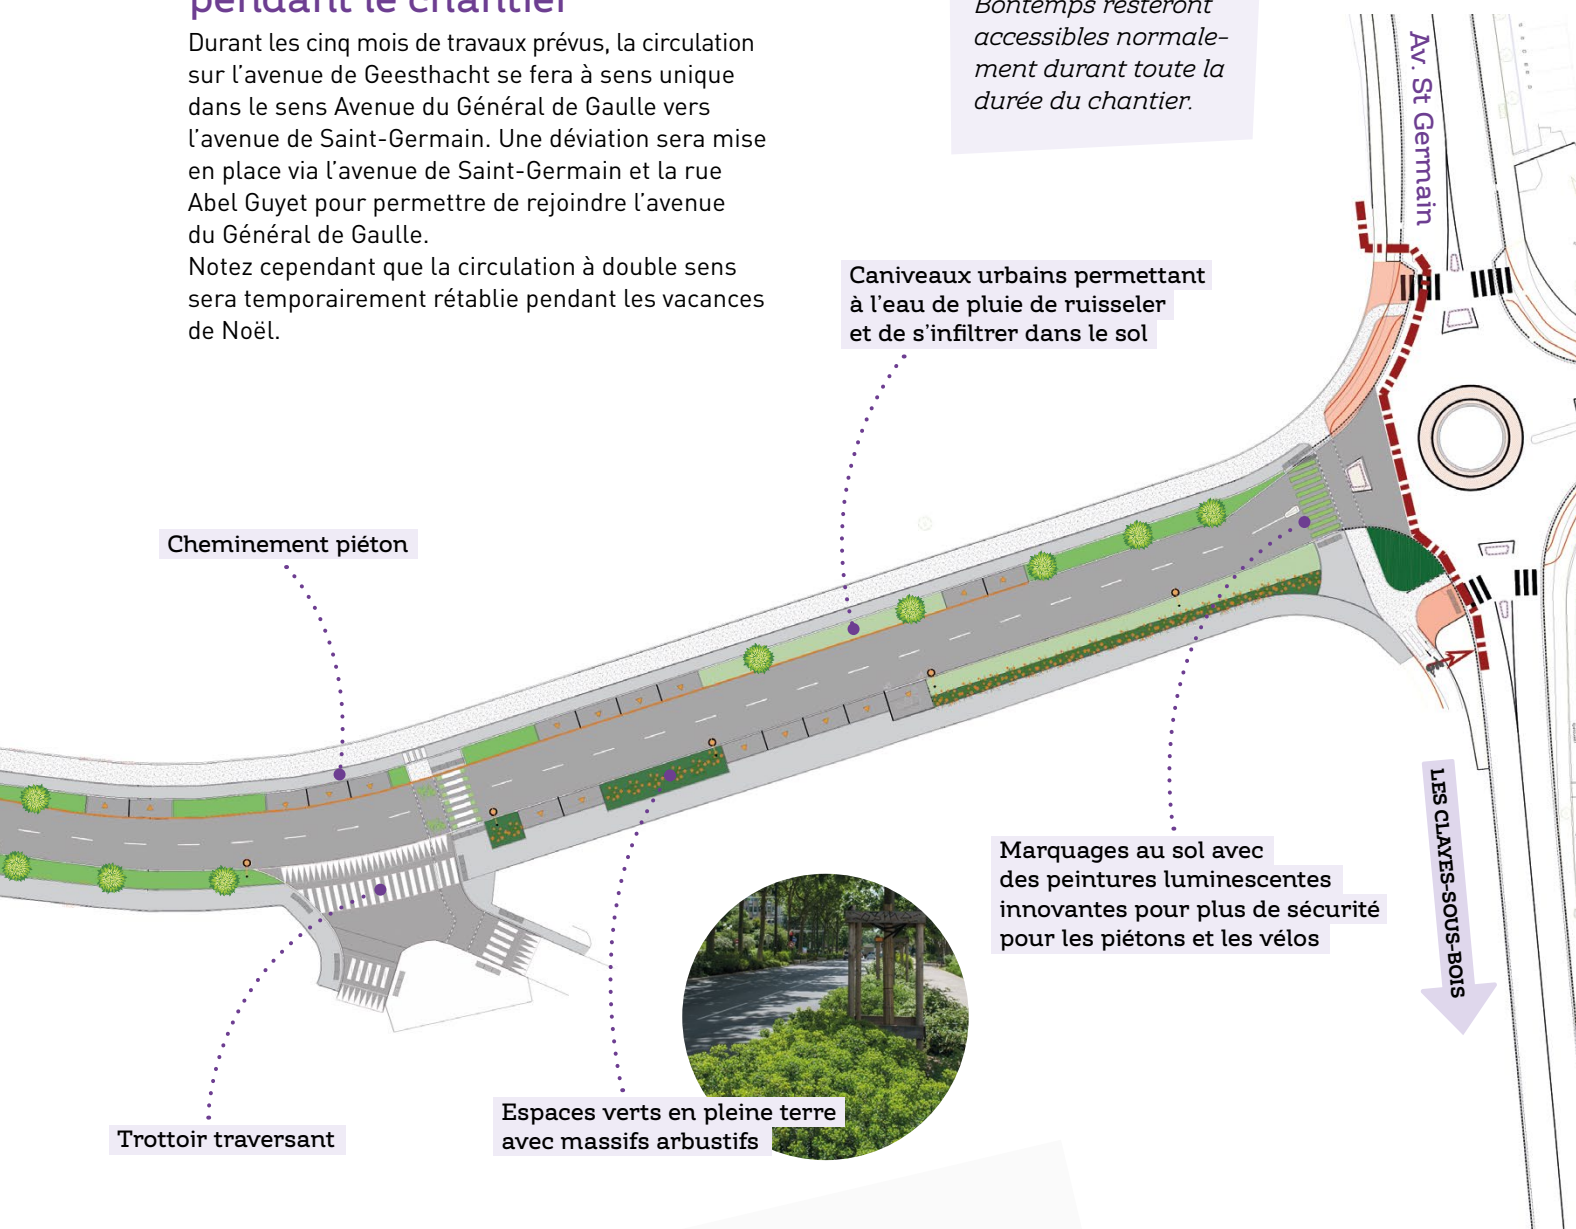 pendant le chantier
Durant les cinq mois de travaux prévus, la circulation
sur l’avenue de Geesthacht se fera à sens unique
dans le sens Avenue du Général de Gaulle vers
l’avenue de Saint-Germain. Une déviation sera mise
en place via l’avenue de Saint-Germain et la rue
Abel Guyet pour permettre de rejoindre l’avenue
du Général de Gaulle.
Notez cependant que la circulation à double sens
sera temporairement rétablie pendant les vacances
de Noël.
Bontemps resteront
accessibles normale-
ment durant toute la
durée du chantier.
Av. St Germain
Caniveaux urbains permettant
à l’eau de pluie de ruisseler
et de s’infiltrer dans le sol
Cheminement piéton
Marquages au sol avec
des peintures luminescentes
innovantes pour plus de sécurité
pour les piétons et les vélos
LES CLAYES-SOUS-BOIS
Espaces verts en pleine terre
avec massifs arbustifs
Trottoir traversant